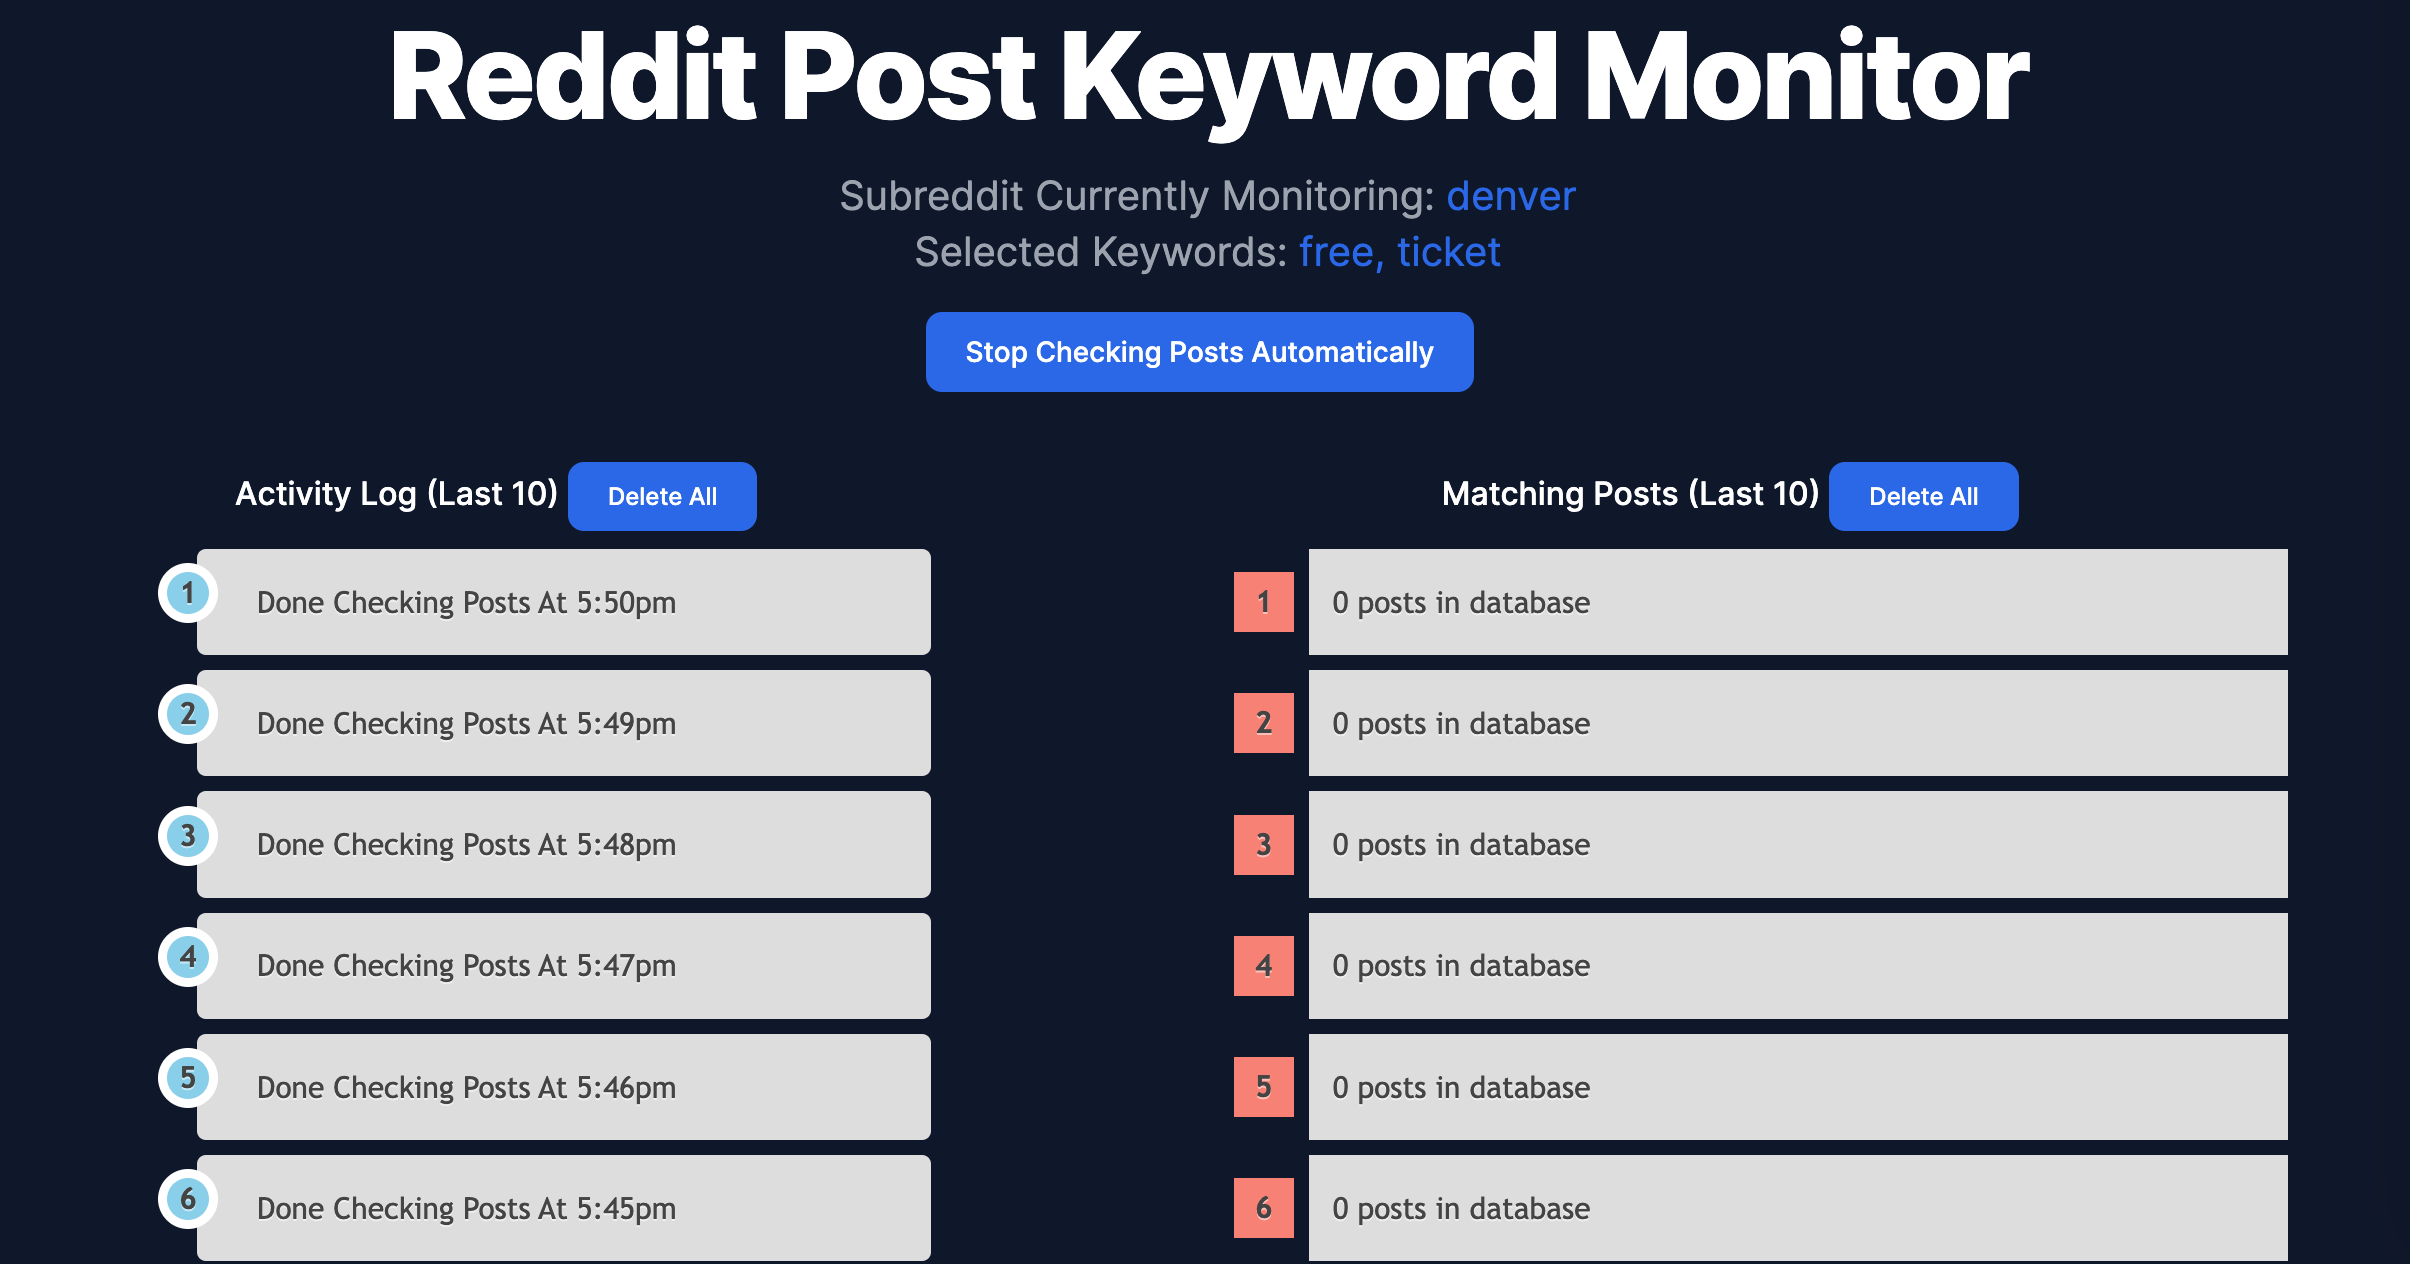 Reddit Post Keyword Monitor
Subreddit Currently Monitoring: denver
Selected Keywords: free, ticket
Stop Checking Posts Automatically
Activity Log (Last 10) Delete All
1 Done Checking Posts At 5:50pm
2 Done Checking Posts At 5:49pm
3 Done Checking Posts At 5:48pm
4 Done Checking Posts At 5:47pm
5 Done Checking Posts At 5:46pm
6 Done Checking Posts At 5:45pm
Matching Posts (Last 10) Delete All
1 0 posts in database
2 0 posts in database
3 0 posts in database
4 0 posts in database
5 0 posts in database
6 0 posts in database